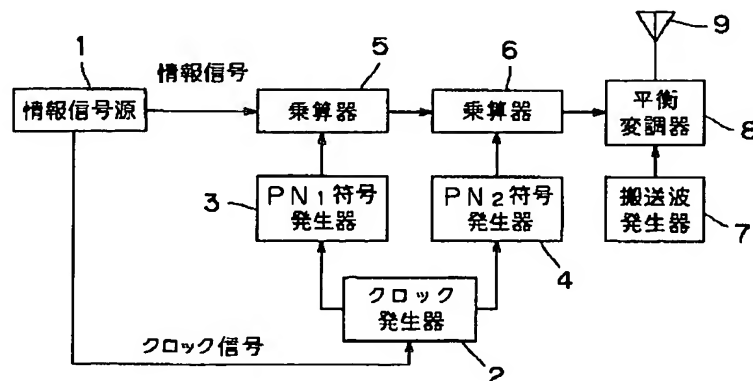 1
情報信号源
情報信号
5
乗算器
6
乗算器
9
平衡
変調器
8
3
PN1符号
発生器
PN2符号
発生器
4
搬送波
発生器
7
クロック
発生器
2
クロック信号